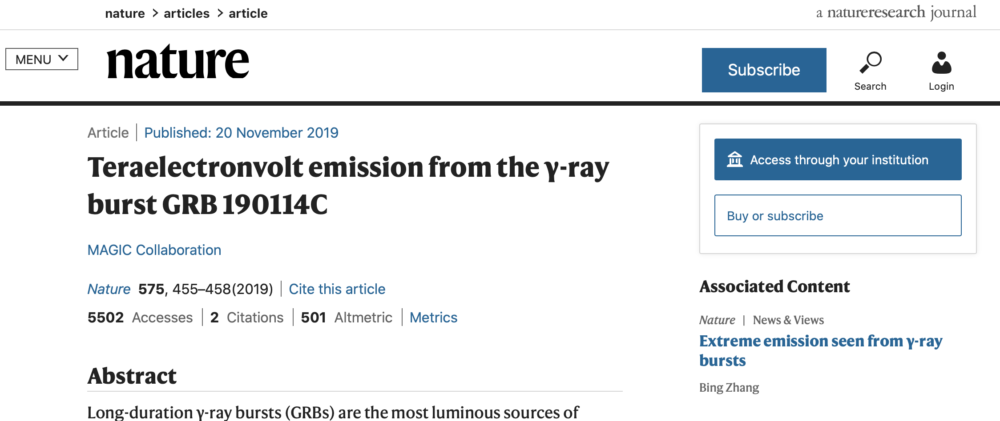 nature > articles > article
a natureresearch journal
MENU
nature
Subscribe
Search
Login
Article | Published: 20 November 2019
Teraelectronvolt emission from the γ-ray
burst GRB 190114C
MAGIC Collaboration
Nature 575, 455–458(2019) | Cite this article
5502 Accesses | 2 Citations | 501 Altmetric | Metrics
Abstract
Long-duration γ-ray bursts (GRBs) are the most luminous sources of
Access through your institution
Buy or subscribe
Associated Content
Nature | News & Views
Extreme emission seen from γ-ray
bursts
Bing Zhang